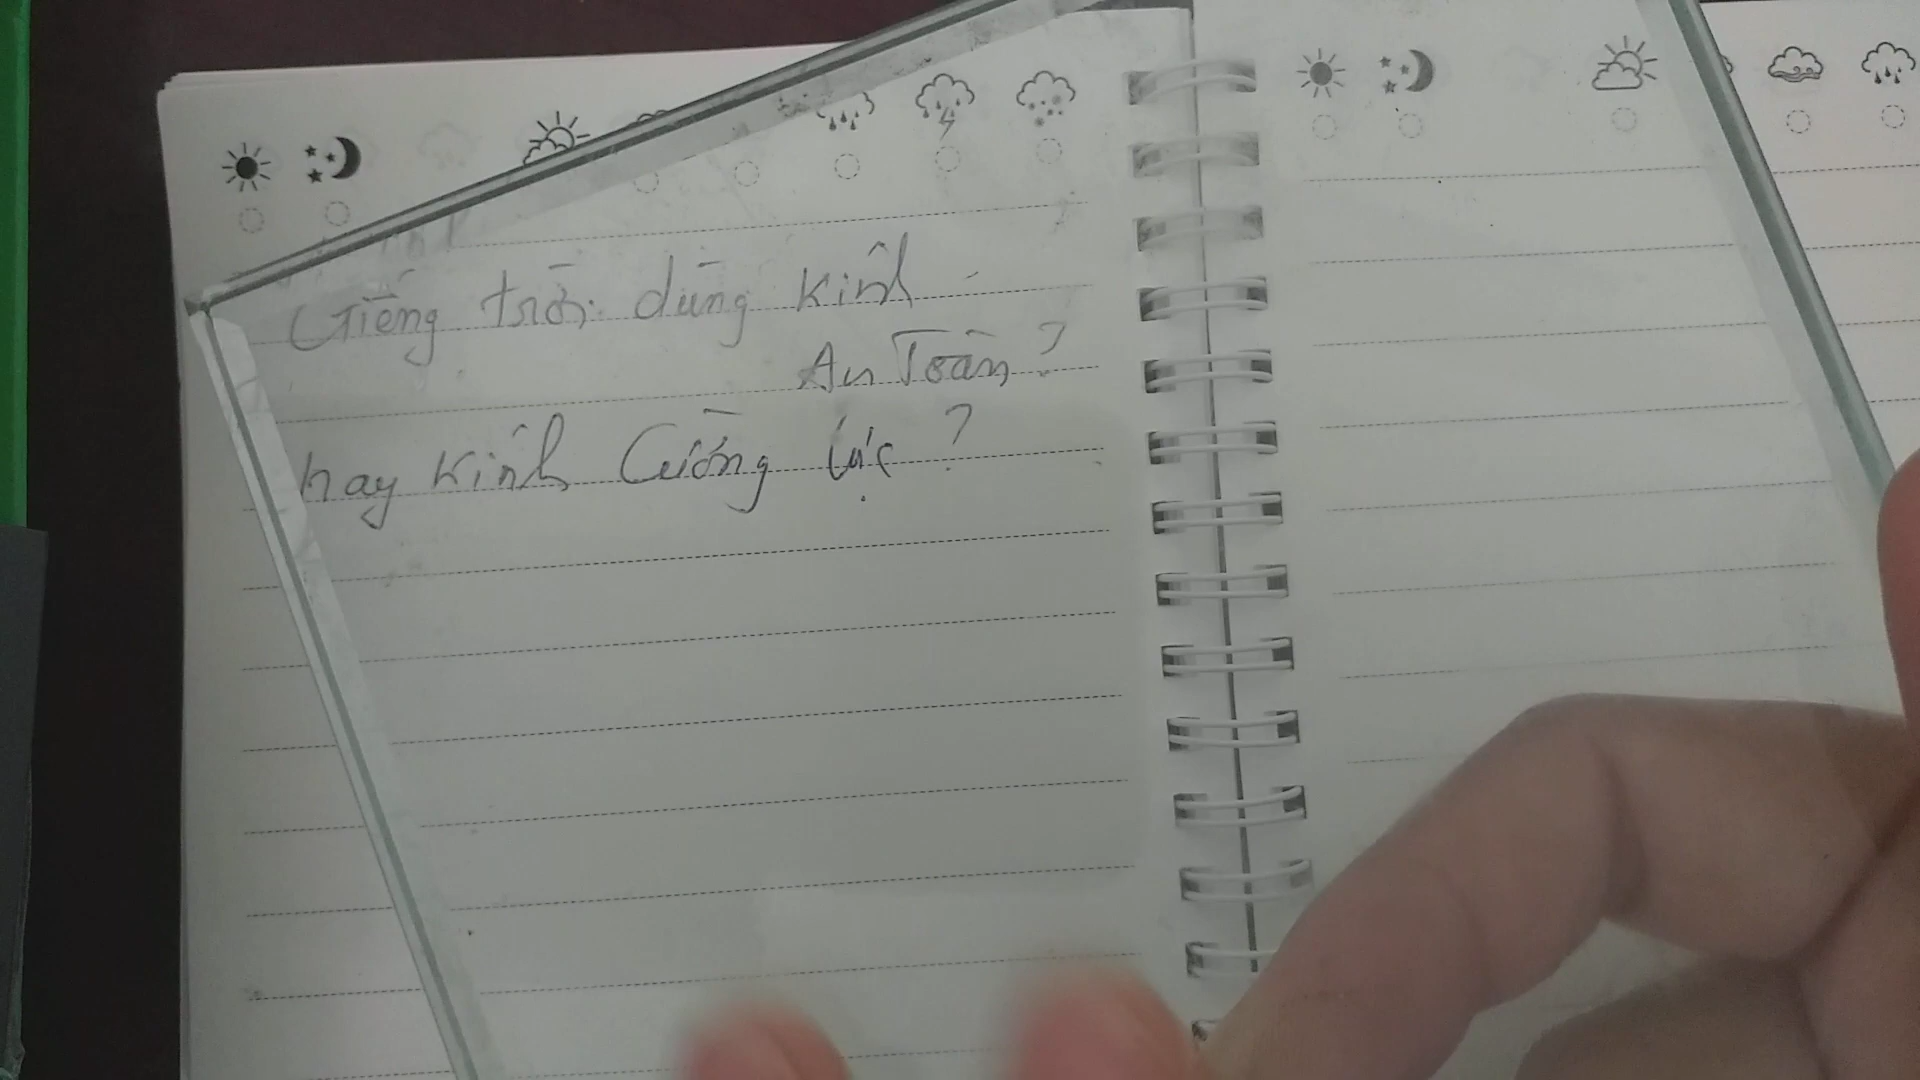 Giếng trời dùng kính
An Toàn?
hay kính Cường lực?